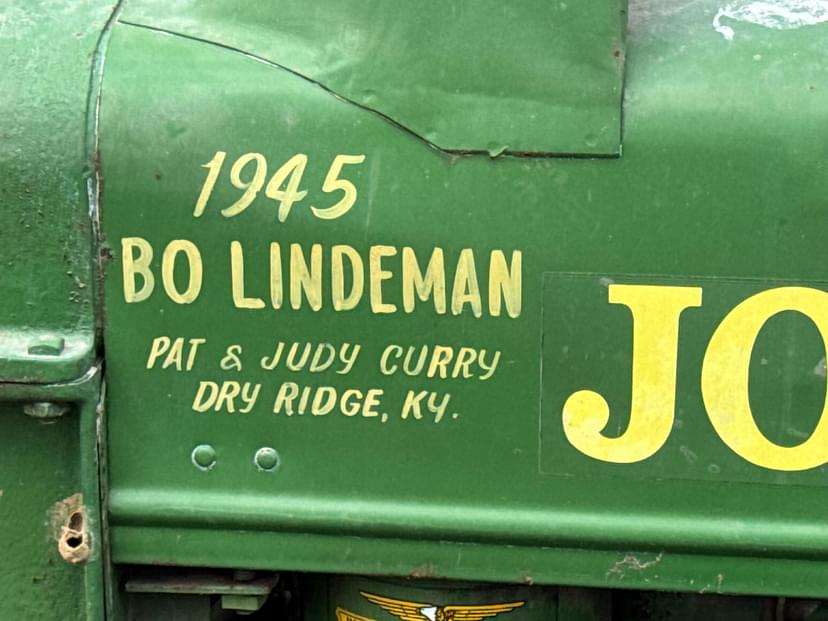 1945
BO LINDEMAN
PAT & JUDY CURRY
DRY RIDGE, KY.
JO